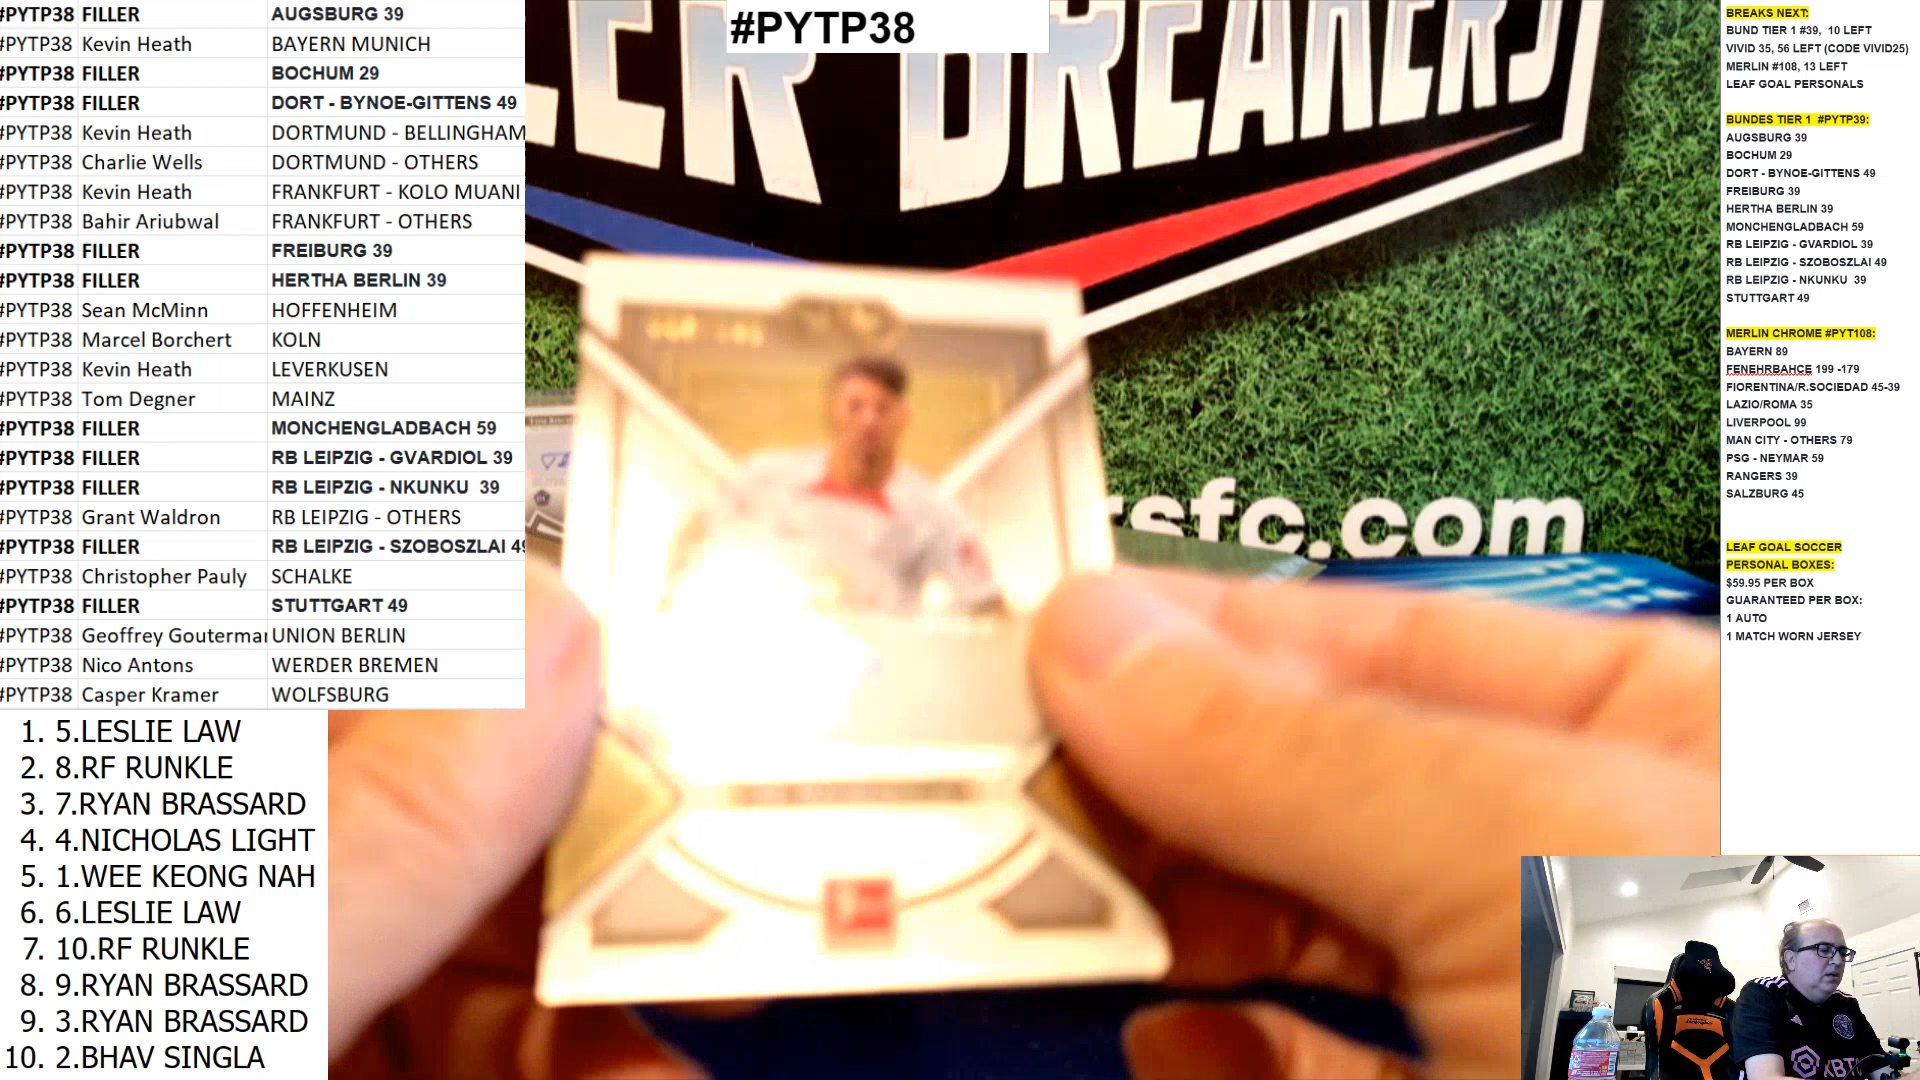 #PYTP38 FILLER AUGSBURG 39
#PYTP38 Kevin Heath BAYERN MUNICH
#PYTP38 FILLER BOCHUM 29
#PYTP38 FILLER DORT - BYNOE-GITTENS 49
#PYTP38 Kevin Heath DORTMUND - BELLINGHAM
#PYTP38 Charlie Wells DORTMUND - OTHERS
#PYTP38 Kevin Heath FRANKFURT - KOLO MUANI
#PYTP38 Bahir Ariubwal FRANKFURT - OTHERS
#PYTP38 FILLER FREIBURG 39
#PYTP38 FILLER HERTHA BERLIN 39
#PYTP38 Sean McMinn HOFFENHEIM
#PYTP38 Marcel Borchert KOLN
#PYTP38 Kevin Heath LEVERKUSEN
#PYTP38 Tom Degner MAINZ
#PYTP38 FILLER MONCHENGLADBACH 59
#PYTP38 FILLER RB LEIPZIG - GVARDIOL 39
#PYTP38 FILLER RB LEIPZIG - NKUNKU 39
#PYTP38 Grant Waldron RB LEIPZIG - OTHERS
#PYTP38 FILLER RB LEIPZIG - SZOBOSZLAI 49
#PYTP38 Christopher Pauly SCHALKE
#PYTP38 FILLER STUTTGART 49
#PYTP38 Geoffrey Gouterman UNION BERLIN
#PYTP38 Nico Antons WERDER BREMEN
#PYTP38 Casper Kramer WOLFSBURG
1. 5.LESLIE LAW
2. 8.RF RUNKLE
3. 7.RYAN BRASSARD
4. 4.NICHOLAS LIGHT
5. 1.WEE KEONG NAH
6. 6.LESLIE LAW
7. 10.RF RUNKLE
8. 9.RYAN BRASSARD
9. 3.RYAN BRASSARD
10. 2.BHAV SINGLA
#PYTP38
LER BREAKERS
rsfc.com
BREAKS NEXT:
BUND TIER 1 #39, 10 LEFT
VIVID 35, 56 LEFT (CODE VIVID25)
MERLIN #108, 13 LEFT
LEAF GOAL PERSONALS
BUNDES TIER 1 #PYTP39:
AUGSBURG 39
BOCHUM 29
DORT - BYNOE-GITTENS 49
FREIBURG 39
HERTHA BERLIN 39
MONCHENGLADBACH 59
RB LEIPZIG - GVARDIOL 39
RB LEIPZIG - SZOBOSZLAI 49
RB LEIPZIG - NKUNKU 39
STUTTGART 49
MERLIN CHROME #PYT108:
BAYERN 89
FENEHRBAHCE 199 -179
FIORENTINA/R.SOCIEDAD 45-39
LAZIO/ROMA 35
LIVERPOOL 99
MAN CITY - OTHERS 79
PSG - NEYMAR 59
RANGERS 39
SALZBURG 45
LEAF GOAL SOCCER
PERSONAL BOXES:
$59.95 PER BOX
GUARANTEED PER BOX:
1 AUTO
1 MATCH WORN JERSEY